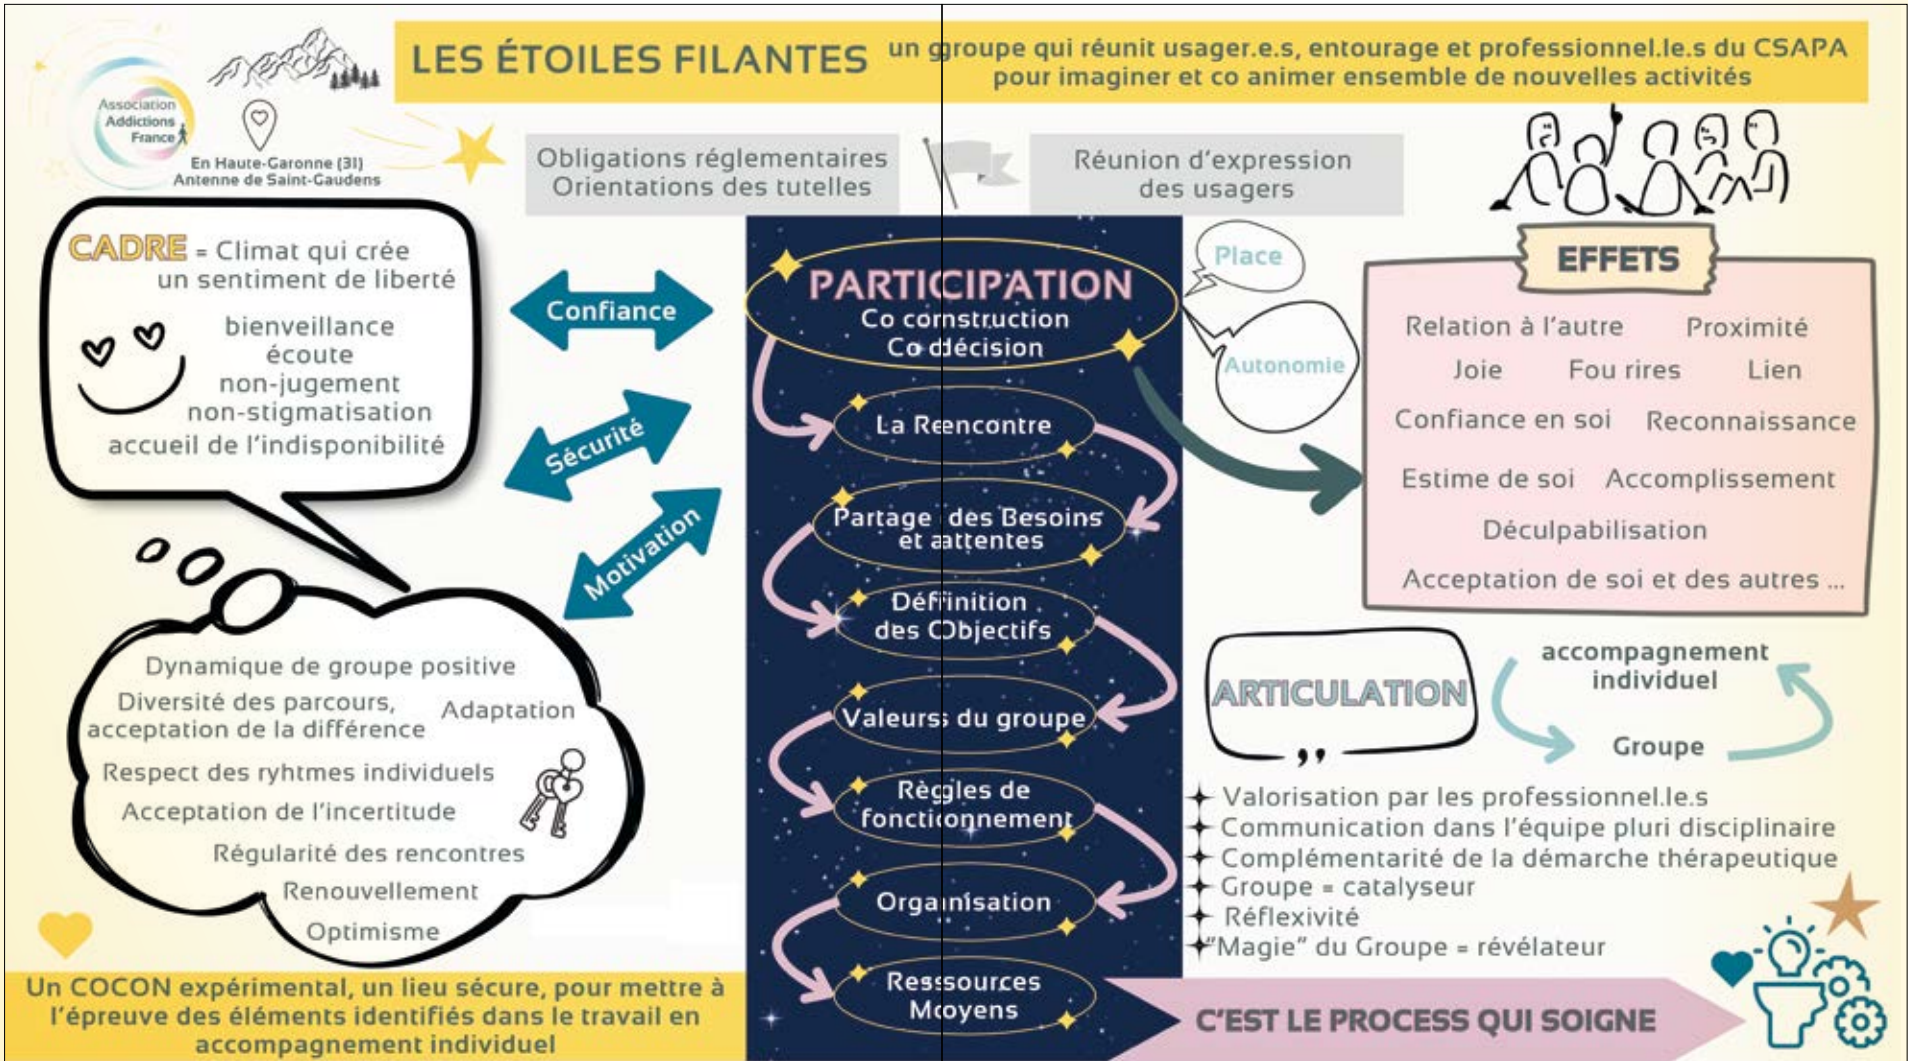 LES ÉTOILES FILANTES
un ggroupe qui réunit usager.e.s, entourage et professionnel.le.s du CSAPA
pour imaginer et co animer ensemble de nouvelles activités
Association
Addictions
France
En Haute-Garonne (31)
Antenne de Saint-Gaudens
Obligations réglementaires
Orientations des tutelles
Réunion d'expression
des usagers
CADRE = Climat qui crée
un sentiment de liberté
bienveillance
écoute
non-jugement
non-stigmatisation
accueil de l'indisponibilité
Confiance
Sécurité
Motivation
Dynamique de groupe positive
Diversité des parcours,
acceptation de la différence
Adaptation
Respect des ryhtmes individuels
Acceptation de l'incertitude
Régularité des rencontres
Renouvellement
Optimisme
Un COCON expérimental, un lieu sécure, pour mettre à
l'épreuve des éléments identifiés dans le travail en
accompagnement individuel
PARTICIPATION
Co construction
Co décision
La Reencontre
Partage des Besoins
et aattentes
Déffinition
des Objectifs
Valeurss du groupe
Règles de
fonctionnement
Organisation
Resssources
Mooyens
Place
Autonomie
EFFETS
Relation à l'autre Proximité
Joie Fou rires Lien
Confiance en soi Reconnaissance
Estime de soi Accomplissement
Déculpabilisation
Acceptation de soi et des autres ...
ARTICULATION
accompagnement
individuel
Groupe
Valorisation par les professionnel.le.s
Communication dans l'équipe pluri disciplinaire
Complémentarité de la démarche thérapeutique
Groupe = catalyseur
Réflexivité
"Magie" du Groupe = révélateur
C'EST LE PROCESS QUI SOIGNE